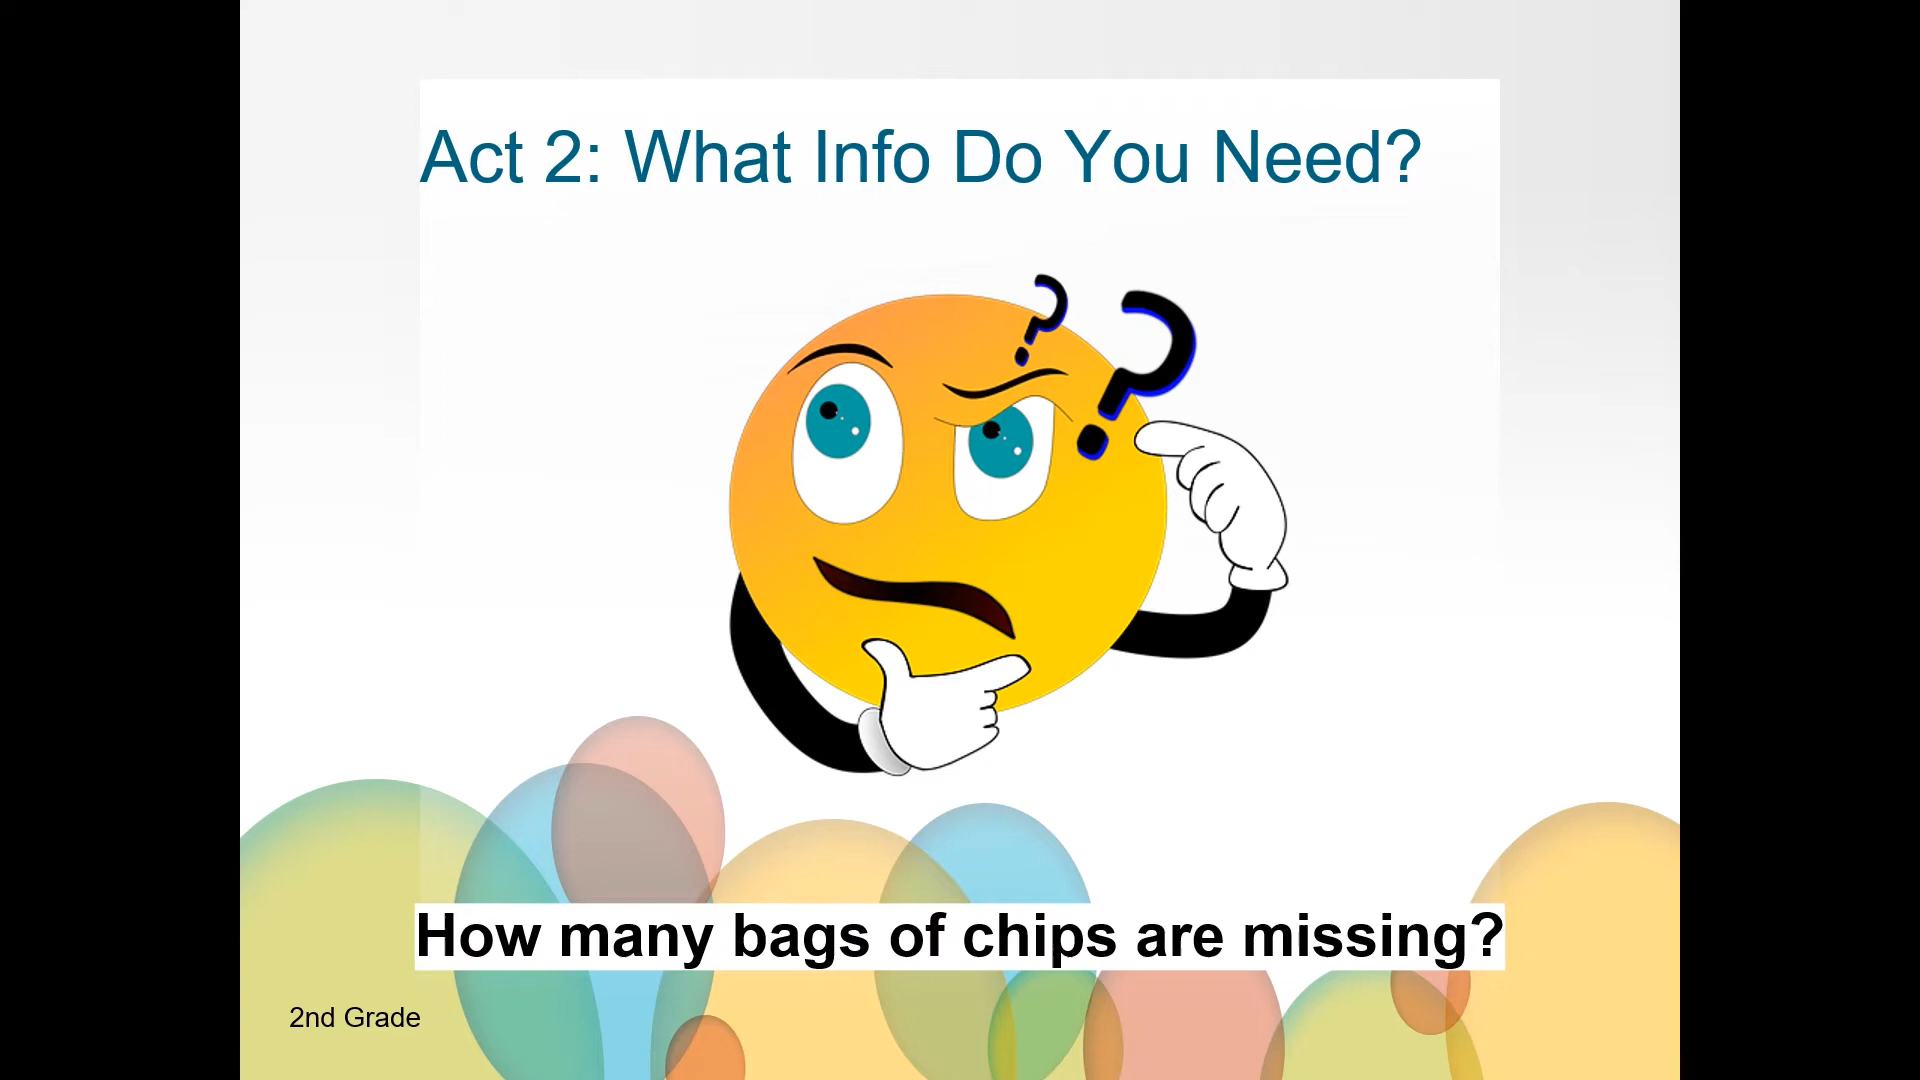 Act 2: What Info Do You Need?
? ?
How many bags of chips are missing?
2nd Grade